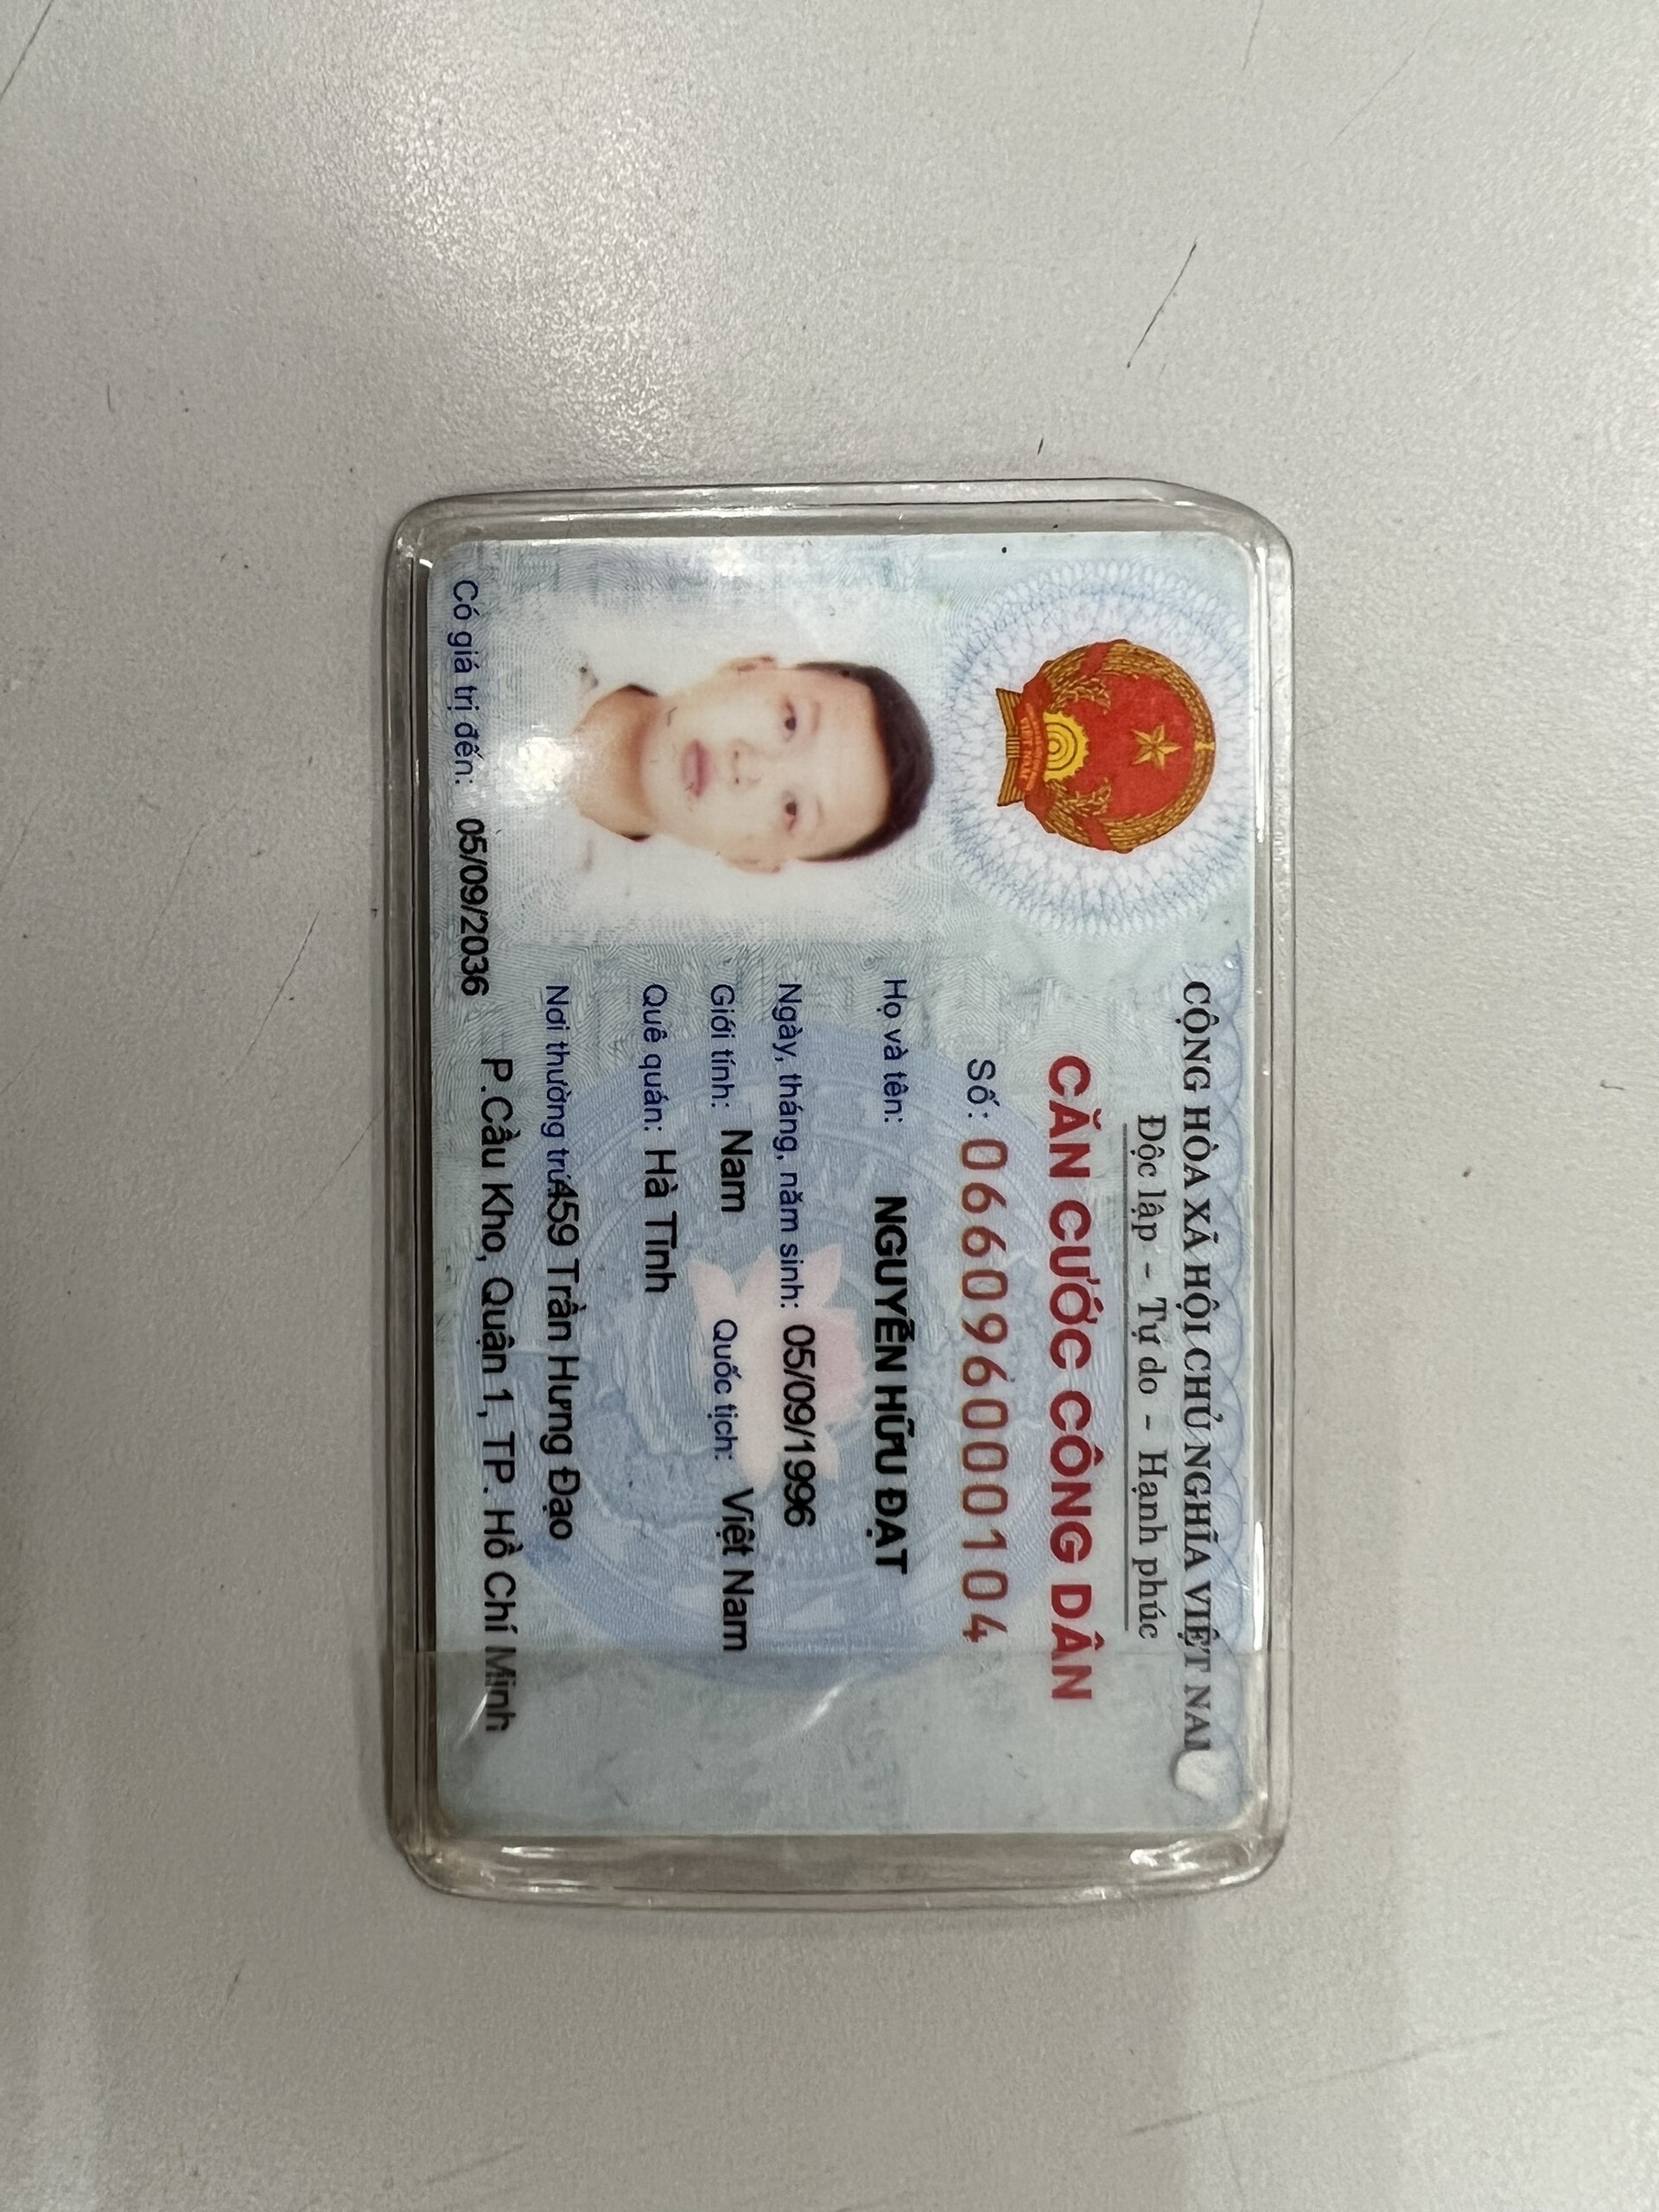 CỘNG HÒA XÃ HỘI CHỦ NGHĨA VIỆT NAM
Độc lập - Tự do - Hạnh phúc
CĂN CƯỚC CÔNG DÂN
Số: 066096000104
Họ và tên:
NGUYỄN HỮU ĐẠT
Ngày, tháng, năm sinh: 05/09/1996
Giới tính: Nam Quốc tịch: Việt Nam
Quê quán: Hà Tĩnh
Nơi thường trú: 459 Trần Hưng Đạo
P.Cầu Kho, Quận 1, TP. Hồ Chí Minh
Có giá trị đến: 05/09/2036
VIỆT NAM